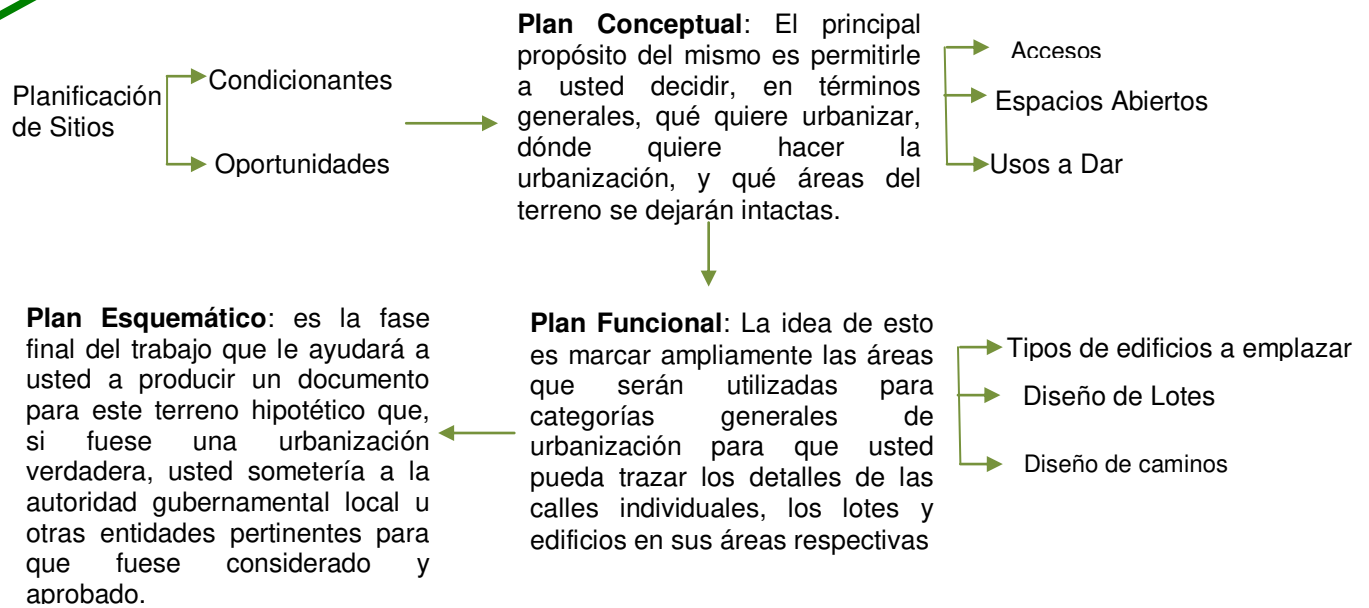 Planificación
de Sitios
Condicionantes
Oportunidades
Plan Conceptual: El principal
propósito del mismo es permitirle
a usted decidir, en términos
generales, qué quiere urbanizar,
dónde quiere hacer la
urbanización, y qué áreas del
terreno se dejarán intactas.
Accesos
Espacios Abiertos
Usos a Dar
Plan Funcional: La idea de esto
es marcar ampliamente las áreas
que serán utilizadas para
categorías generales de
urbanización para que usted
pueda trazar los detalles de las
calles individuales, los lotes y
edificios en sus áreas respectivas
Tipos de edificios a emplazar
Diseño de Lotes
Diseño de caminos
Plan Esquemático: es la fase
final del trabajo que le ayudará a
usted a producir un documento
para este terreno hipotético que,
si fuese una urbanización
verdadera, usted sometería a la
autoridad gubernamental local u
otras entidades pertinentes para
que fuese considerado y
aprobado.